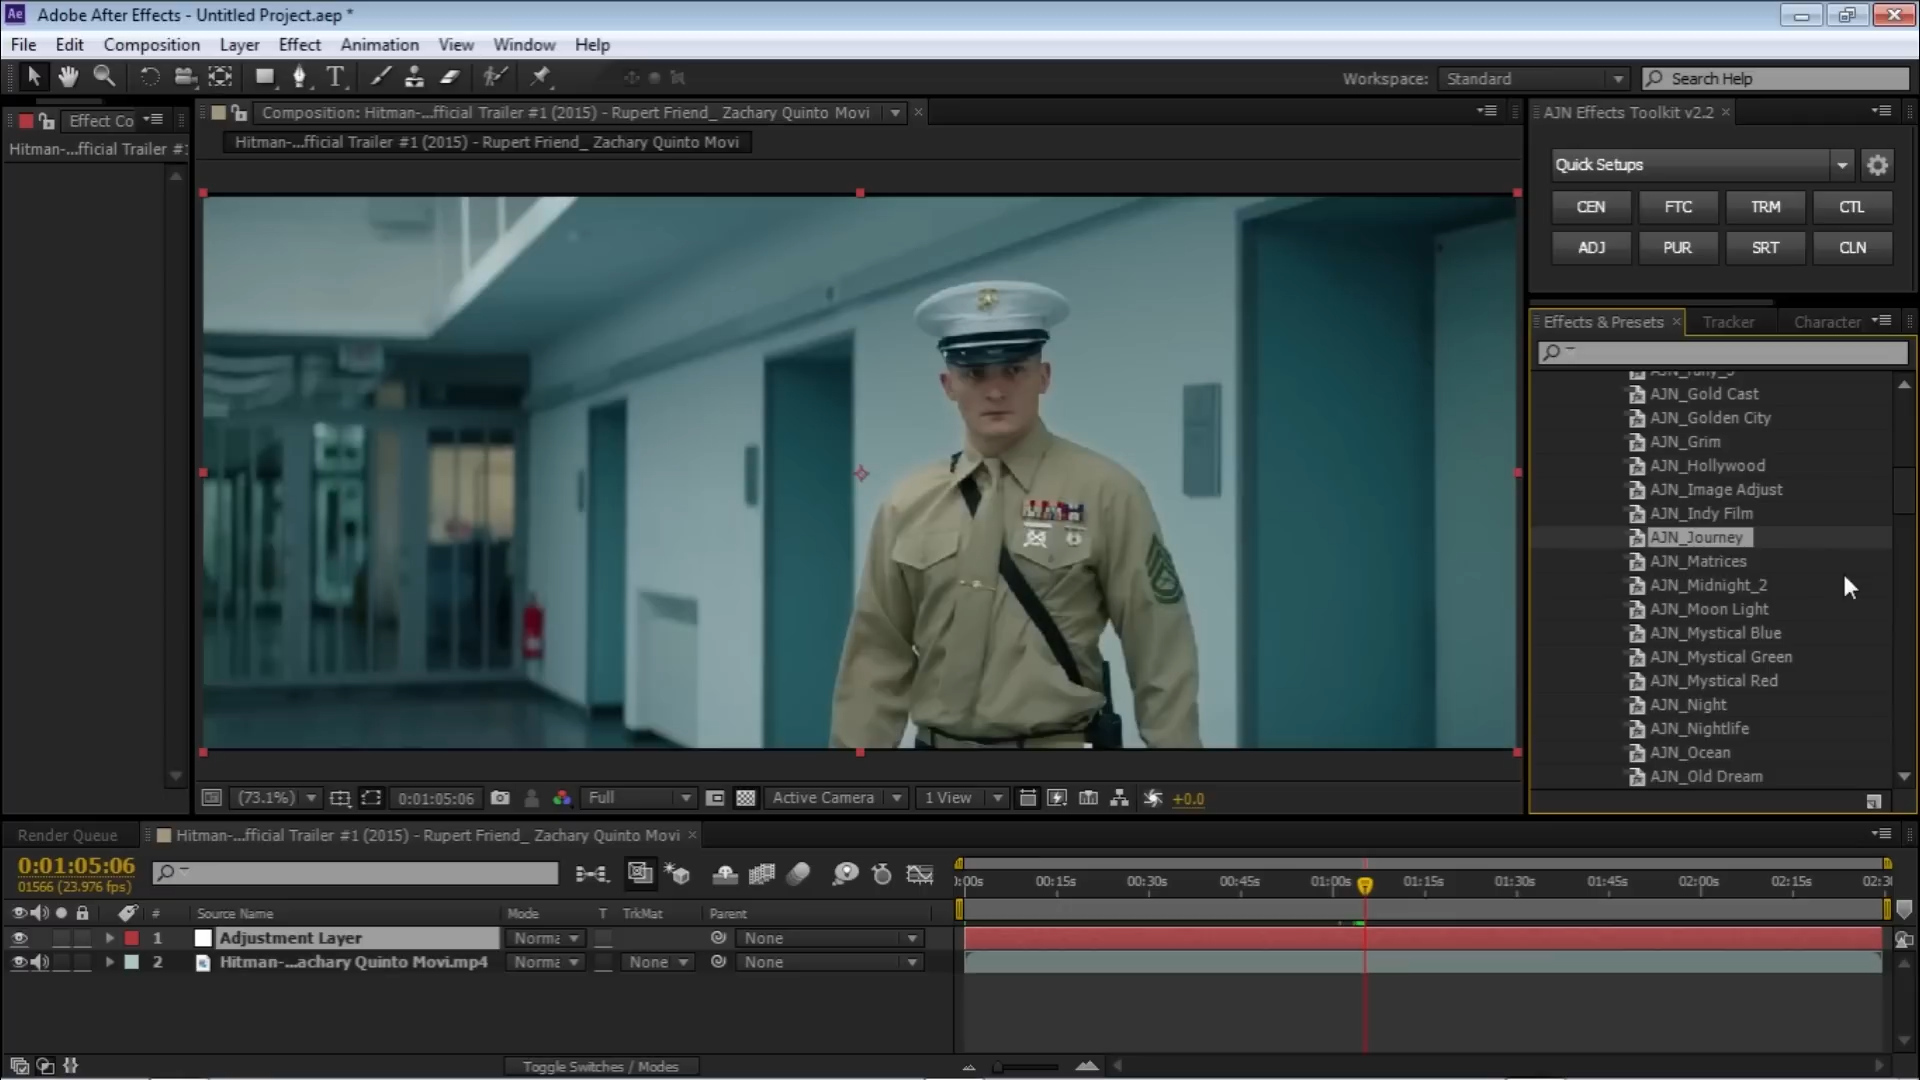 Ae Adobe After Effects - Untitled Project.aep *
File Edit Composition Layer Effect Animation View Window Help
Workspace: Standard Search Help
Effect Co
Composition: Hitman-...fficial Trailer #1 (2015) - Rupert Friend_ Zachary Quinto Movi
AJN Effects Toolkit v2.2
Hitman-...fficial Trailer #:
Hitman-...fficial Trailer #1 (2015) - Rupert Friend_ Zachary Quinto Movi
Quick Setups
CEN FTC TRM CTL
ADJ PUR SRT CLN
Effects & Presets Tracker Character
AJN_Gold Cast
AJN_Golden City
AJN_Grim
AJN_Hollywood
AJN_Image Adjust
AJN_Indy Film
AJN_Journey
AJN_Matrices
AJN_Midnight_2
AJN_Moon Light
AJN_Mystical Blue
AJN_Mystical Green
AJN_Mystical Red
AJN_Night
AJN_Nightlife
AJN_Ocean
AJN_Old Dream
(73.1%) 0:01:05:06 Full Active Camera 1 View +0.0
Render Queue Hitman-...fficial Trailer #1 (2015) - Rupert Friend_ Zachary Quinto Movi
0:01:05:06
01566 (23.976 fps)
):00s 00:15s 00:30s 00:45s 01:00s 01:15s 01:30s 01:45s 02:00s 02:15s 02:30
# Source Name Mode T TrkMat Parent
1 Adjustment Layer Norma None
2 Hitman-...achary Quinto Movi.mp4 Norma None None
Toggle Switches / Modes